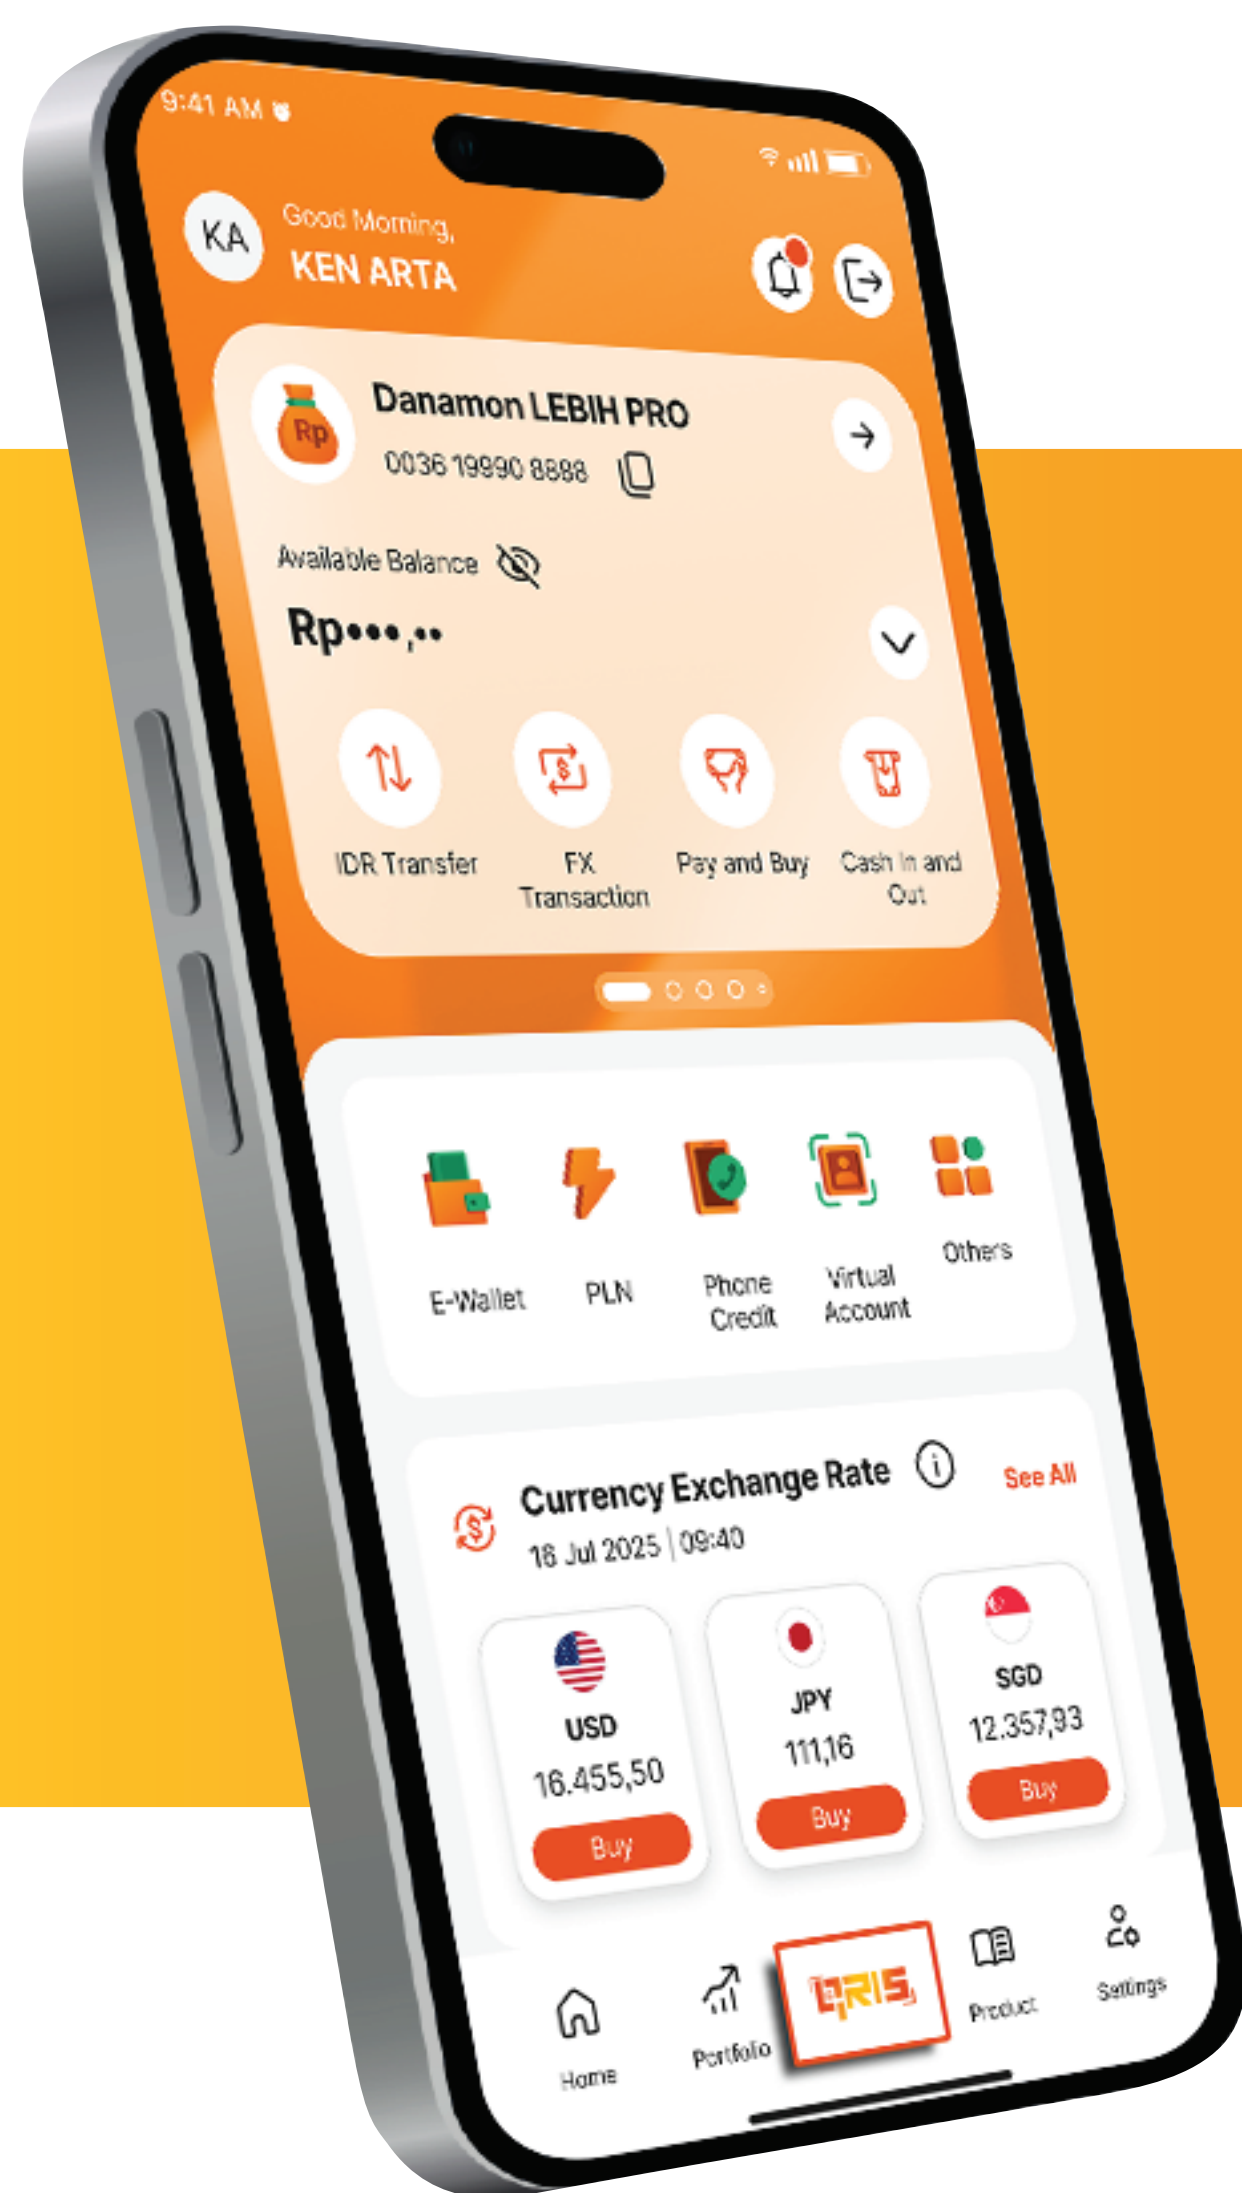 9:41 AM
KA
Good Morning,
KEN ARTA
Rp
Danamon LEBIH PRO
0036 19990 8888
Available Balance
Rp•••,••
IDR Transfer
FX
Transaction
Pay and Buy
Cash In and
Out
E-Wallet
PLN
Phone
Credit
Virtual
Account
Others
Currency Exchange Rate
See All
16 Jul 2025 | 09:40
USD
16.455,50
Buy
JPY
111,16
Buy
SGD
12.357,93
Buy
Home
Portfolio
QRIS
Product
Settings